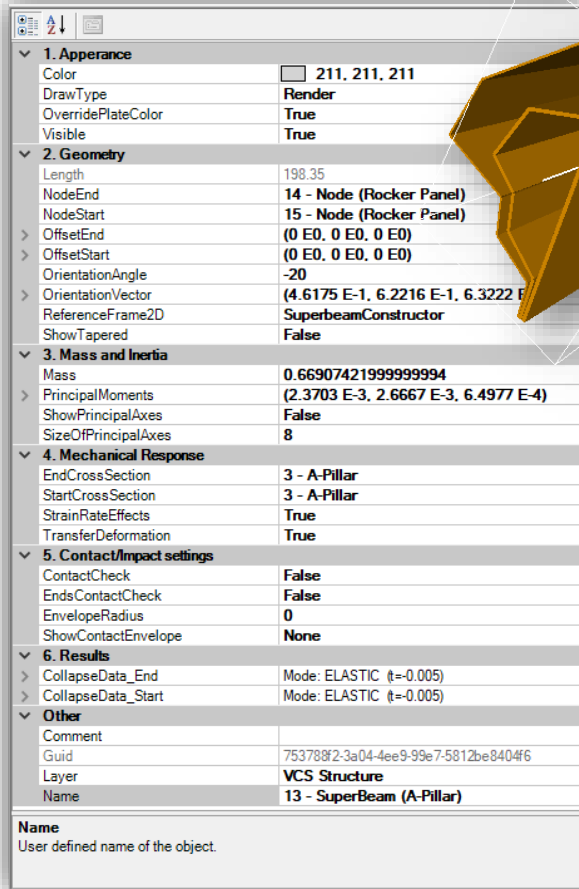 1. Apperance
Color 211, 211, 211
DrawType Render
OverridePlateColor True
Visible True
2. Geometry
Length 198.35
NodeEnd 14 - Node (Rocker Panel)
NodeStart 15 - Node (Rocker Panel)
OffsetEnd (0 E0, 0 E0, 0 E0)
OffsetStart (0 E0, 0 E0, 0 E0)
OrientationAngle -20
OrientationVector (4.6175 E-1, 6.2216 E-1, 6.3222 E
ReferenceFrame2D SuperbeamConstructor
ShowTapered False
3. Mass and Inertia
Mass 0.66907421999999994
PrincipalMoments (2.3703 E-3, 2.6667 E-3, 6.4977 E-4)
ShowPrincipalAxes False
SizeOfPrincipalAxes 8
4. Mechanical Response
EndCrossSection 3 - A-Pillar
StartCrossSection 3 - A-Pillar
StrainRateEffects True
TransferDeformation True
5. Contact/Impact settings
ContactCheck False
EndsContactCheck False
EnvelopeRadius 0
ShowContactEnvelope None
6. Results
CollapseData_End Mode: ELASTIC (t=-0.005)
CollapseData_Start Mode: ELASTIC (t=-0.005)
Other
Comment
Guid 753788f2-3a04-4ee9-99e7-5812be8404f6
Layer VCS Structure
Name 13 - SuperBeam (A-Pillar)
Name
User defined name of the object.